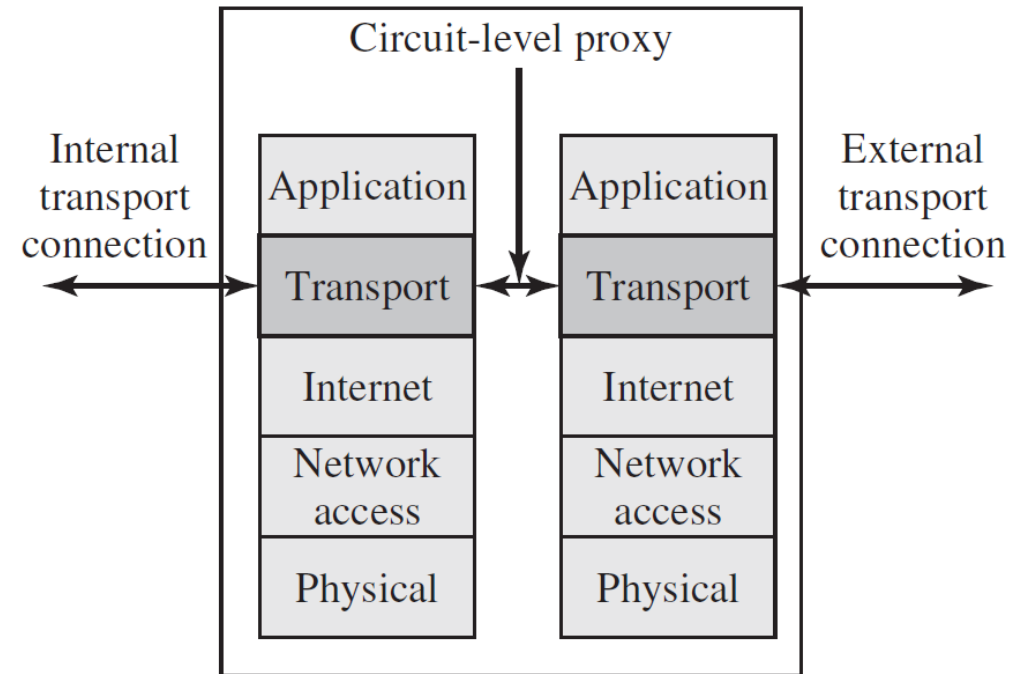 Circuit-level proxy
Internal
transport
connection
Application
Transport
Internet
Network
access
Physical
Application
Transport
Internet
Network
access
Physical
External
transport
connection